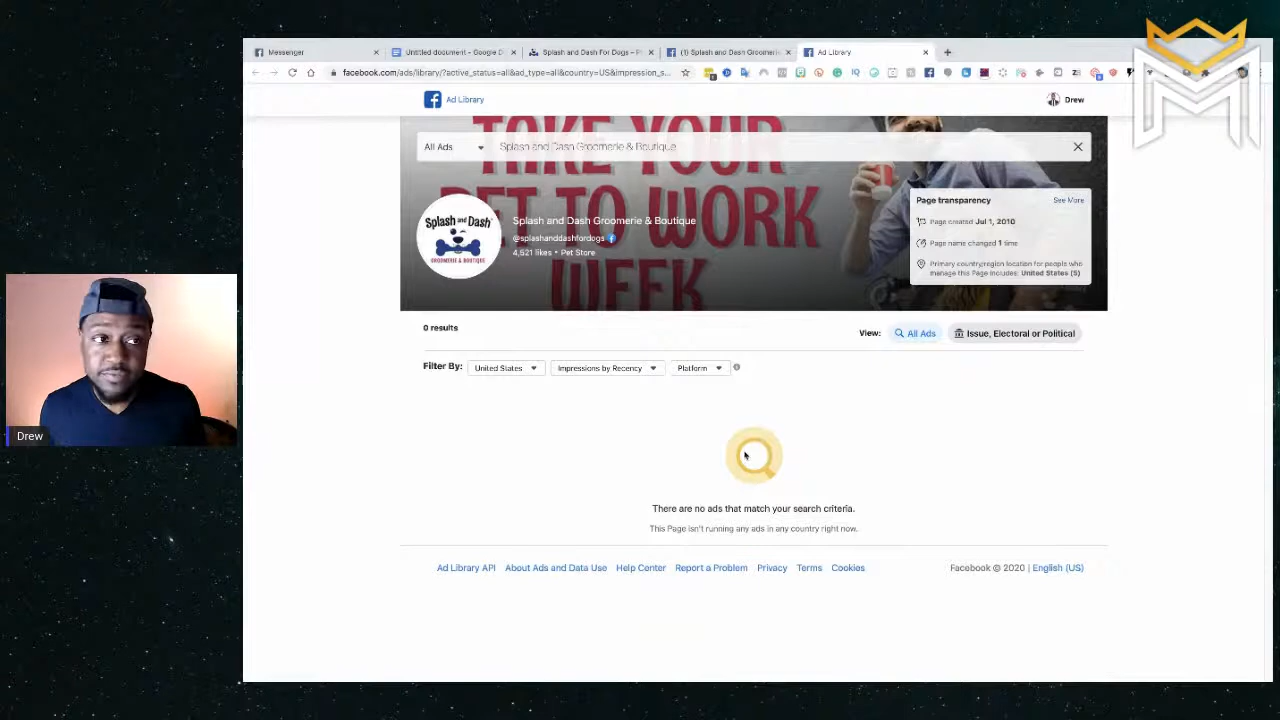 Messenger
Untitled document - Google D
Splash and Dash For Dogs – P
(1) Splash and Dash Groomerie
Ad Library
facebook.com/ads/library/?active_status=all&ad_type=all&country=US&impression_s...
Ad Library
Drew
TAKE YOUR
PET TO WORK
WEEK
All Ads
Splash and Dash Groomerie & Boutique
Splash and Dash
GROOMERIE & BOUTIQUE
Splash and Dash Groomerie & Boutique
@splashanddashfordogs
4,521 likes • Pet Store
Page transparency
See More
Page created Jul 1, 2010
Page name changed 1 time
Primary country/region location for people who
manage this Page includes: United States (5)
0 results
View:
All Ads
Issue, Electoral or Political
Filter By:
United States
Impressions by Recency
Platform
There are no ads that match your search criteria.
This Page isn't running any ads in any country right now.
Ad Library API
About Ads and Data Use
Help Center
Report a Problem
Privacy
Terms
Cookies
Facebook © 2020 | English (US)
Drew
M